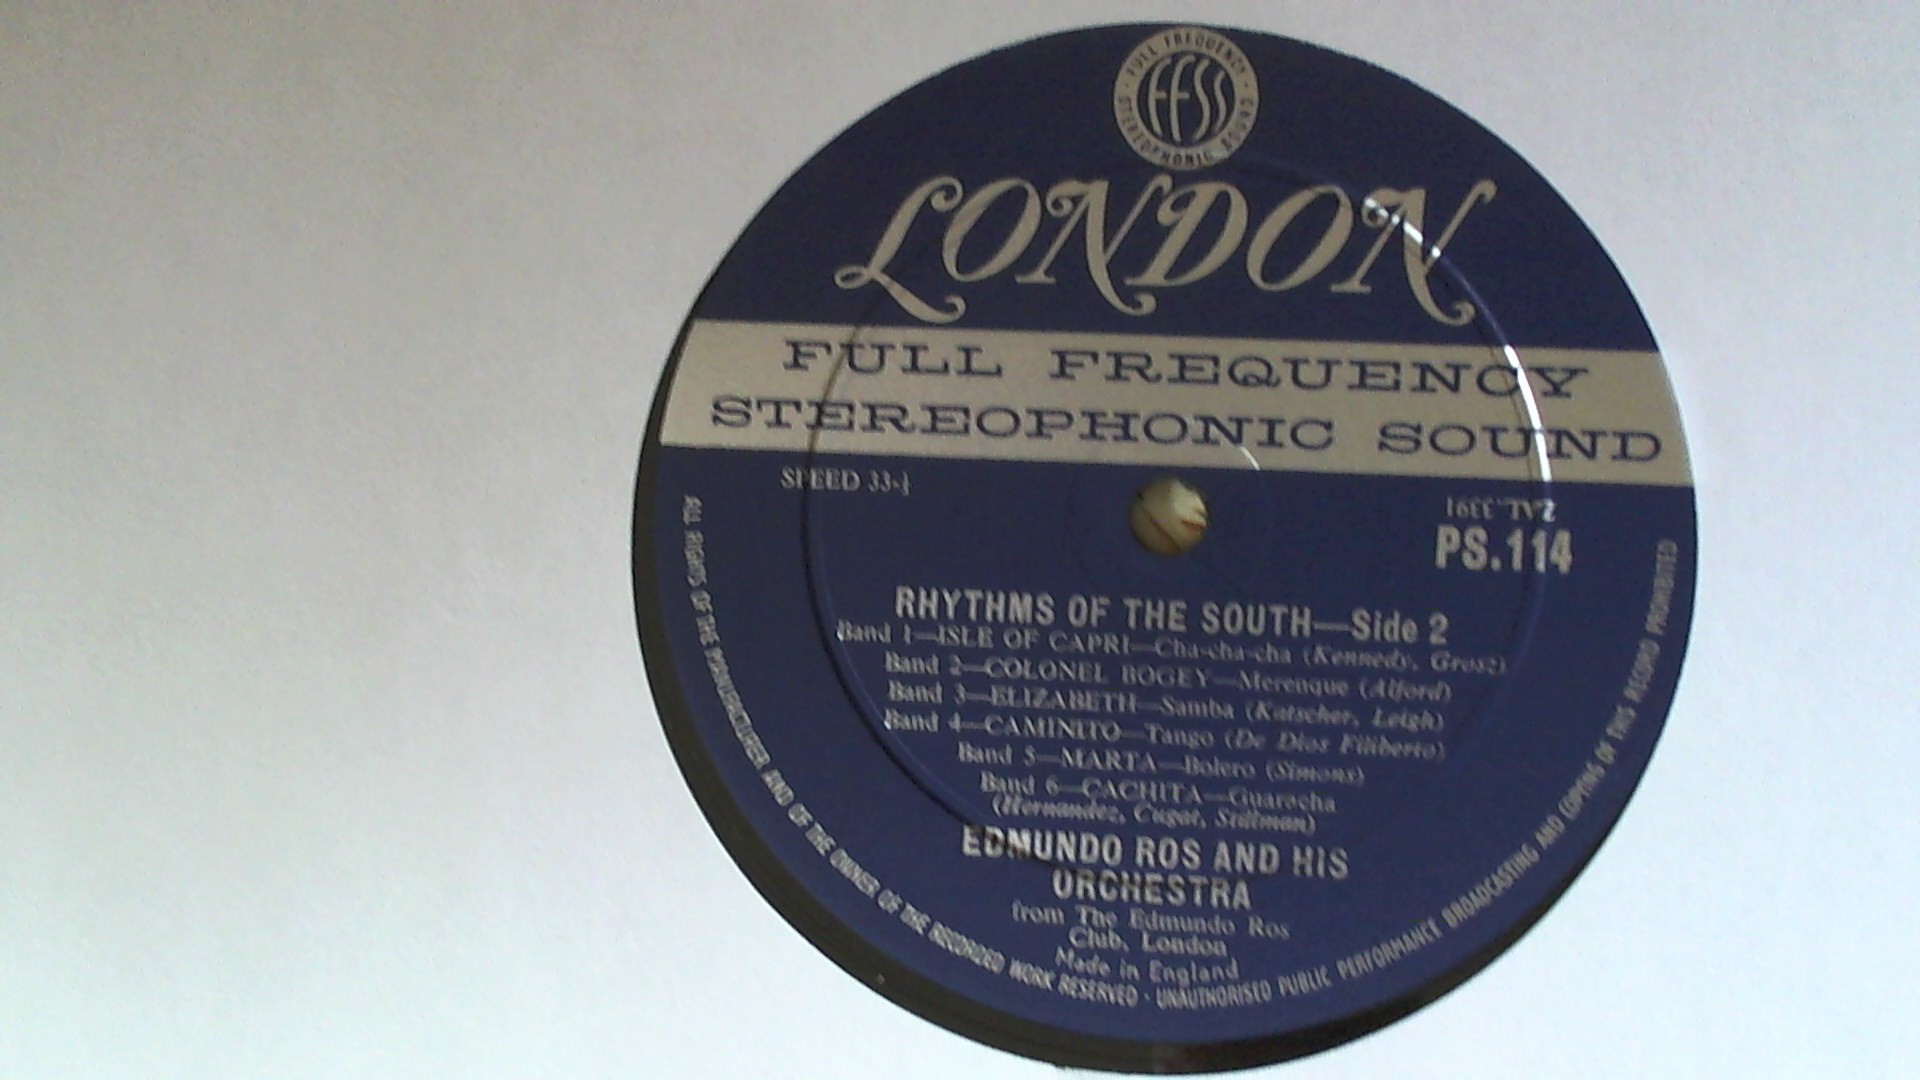 FULL FREQUENCY
FFSS
STEREOPHONIC SOUND
LONDON
FULL FREQUENCY
STEREOPHONIC SOUND
SPEED 33-⅓
ZAL.3391
PS.114
RHYTHMS OF THE SOUTH—Side 2
Band 1—ISLE OF CAPRI—Cha-cha-cha (Kennedy, Grosz)
Band 2—COLONEL BOGEY—Merenque (Alford)
Band 3—ELIZABETH—Samba (Katscher, Leigh)
Band 4—CAMINITO—Tango (De Dios Filiberto)
Band 5—MARTA—Bolero (Simons)
Band 6—CACHITA—Guaracha
(Hernandez, Cugat, Stillman)
EDMUNDO ROS AND HIS
ORCHESTRA
from The Edmundo Ros
Club, London
Made in England
ALL RIGHTS OF THE MANUFACTURER AND OF THE OWNER OF THE RECORDED WORK RESERVED · UNAUTHORISED PUBLIC PERFORMANCE BROADCASTING AND COPYING OF THIS RECORD PROHIBITED